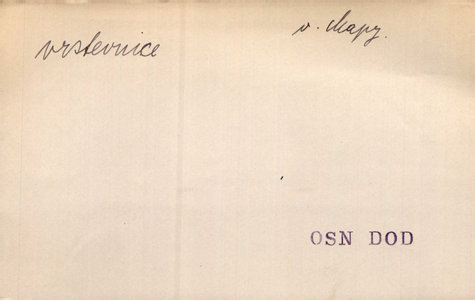 vrstevnice
v. Mapy.
OSN DOD